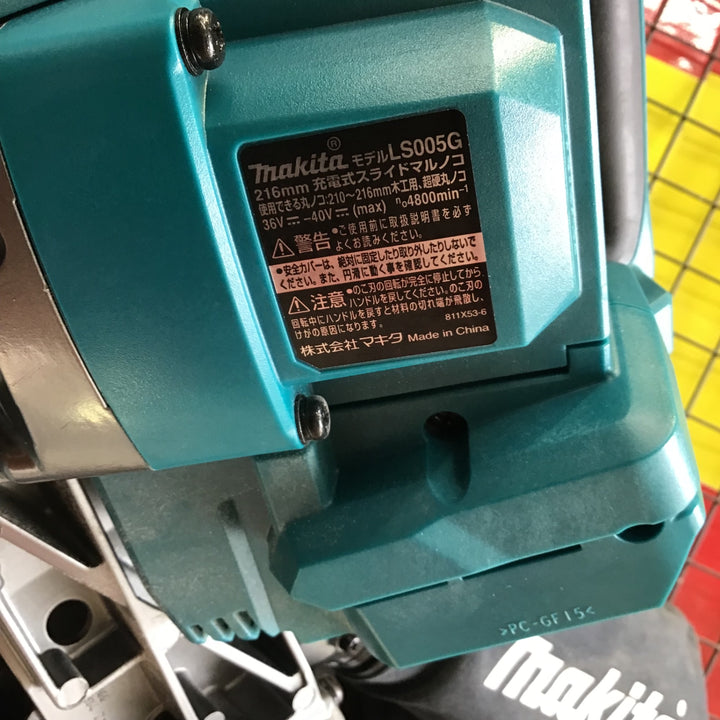 makita® モデルLS005G
216mm 充電式スライドマルノコ
使用できる丸ノコ:210～216mm木工用、超硬丸ノコ
36V⎓ -40V⎓(max) n₀4800min⁻¹
⚠警告 •ご使用前に取扱説明書を必ず
よくお読みください。
•安全カバーは、絶対に固定したり取り外したりしないで
ください。また、円滑に動く事を確認してください。
⚠注意 •のこ刃の回転が完全に停止してから
ハンドルを戻してください。のこ刃の
回転中にハンドルを戻すと材料の切れ端が飛散し、
けがの原因になります。 811X53-6
株式会社マキタ Made in China
>PC-GF15<
makita